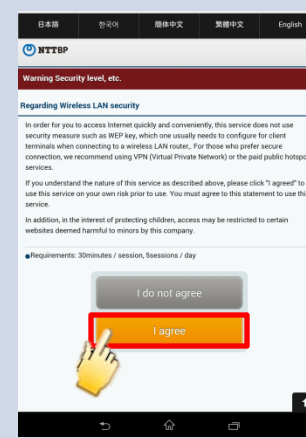 日本語 한국어 簡体中文 繁體中文 English
NTTBP
Warning Security level, etc.
Regarding Wireless LAN security
In order for you to access Internet quickly and conveniently, this service does not use
security measure such as WEP key, which one usually needs to configure for client
terminals when connecting to a wireless LAN router,. For those who prefer secure
connection, we recommend using VPN (Virtual Private Network) or the paid public hotspo
services.
If you understand the nature of this service as described above, please click "I agreed" to
use this service on your own risk prior to use. You must agree to this statement to use thi
service.
In addition, in the interest of protecting children, access may be restricted to certain
websites deemed harmful to minors by this company.
●Requirements: 30minutes / session, 5sessions / day
I do not agree
I agree